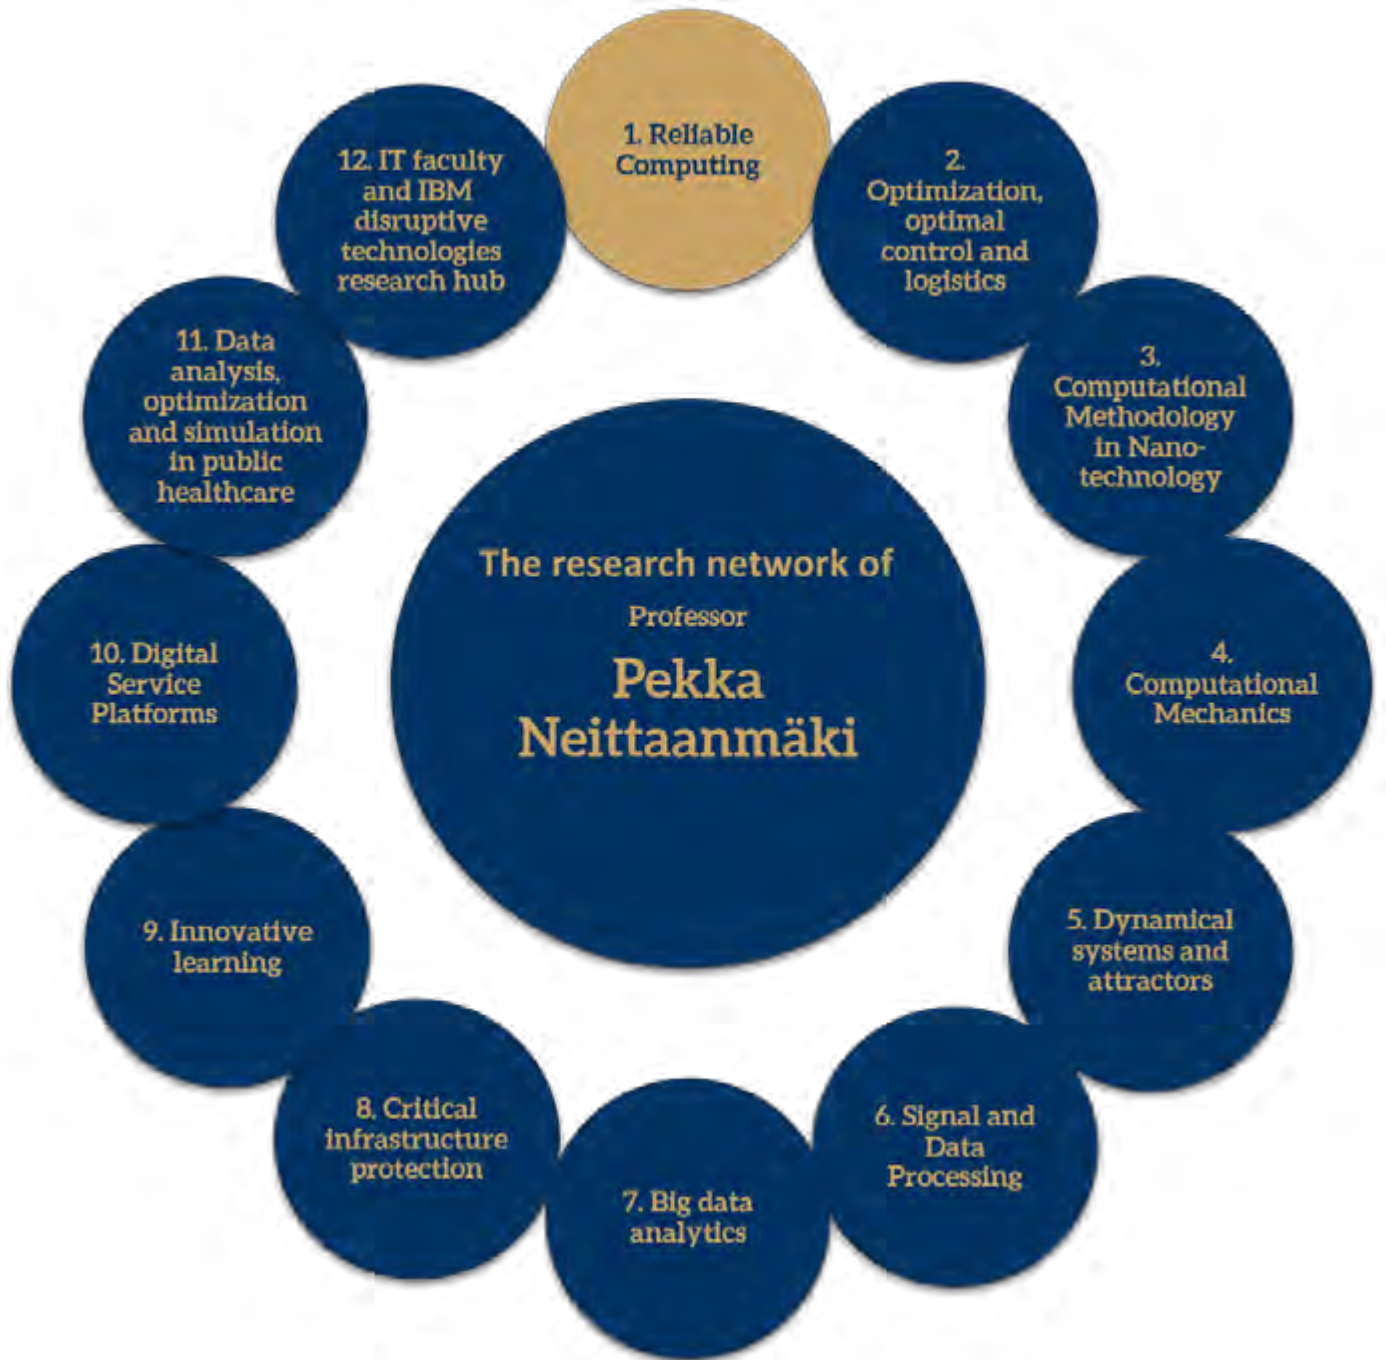 1. Reliable
Computing
2.
Optimization,
optimal
control and
logistics
3.
Computational
Methodology
in Nano-
technology
4.
Computational
Mechanics
5. Dynamical
systems and
attractors
6. Signal and
Data
Processing
7. Big data
analytics
8. Critical
infrastructure
protection
9. Innovative
learning
10. Digital
Service
Platforms
11. Data
analysis,
optimization
and simulation
in public
healthcare
12. IT faculty
and IBM
disruptive
technologies
research hub
The research network of
Professor
Pekka
Neittaanmäki